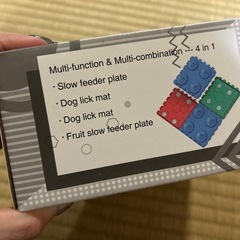 Multi-function & Multi-combination --- 4 in 1
· Slow feeder plate
· Dog lick mat
· Dog lick mat
· Fruit slow feeder plate